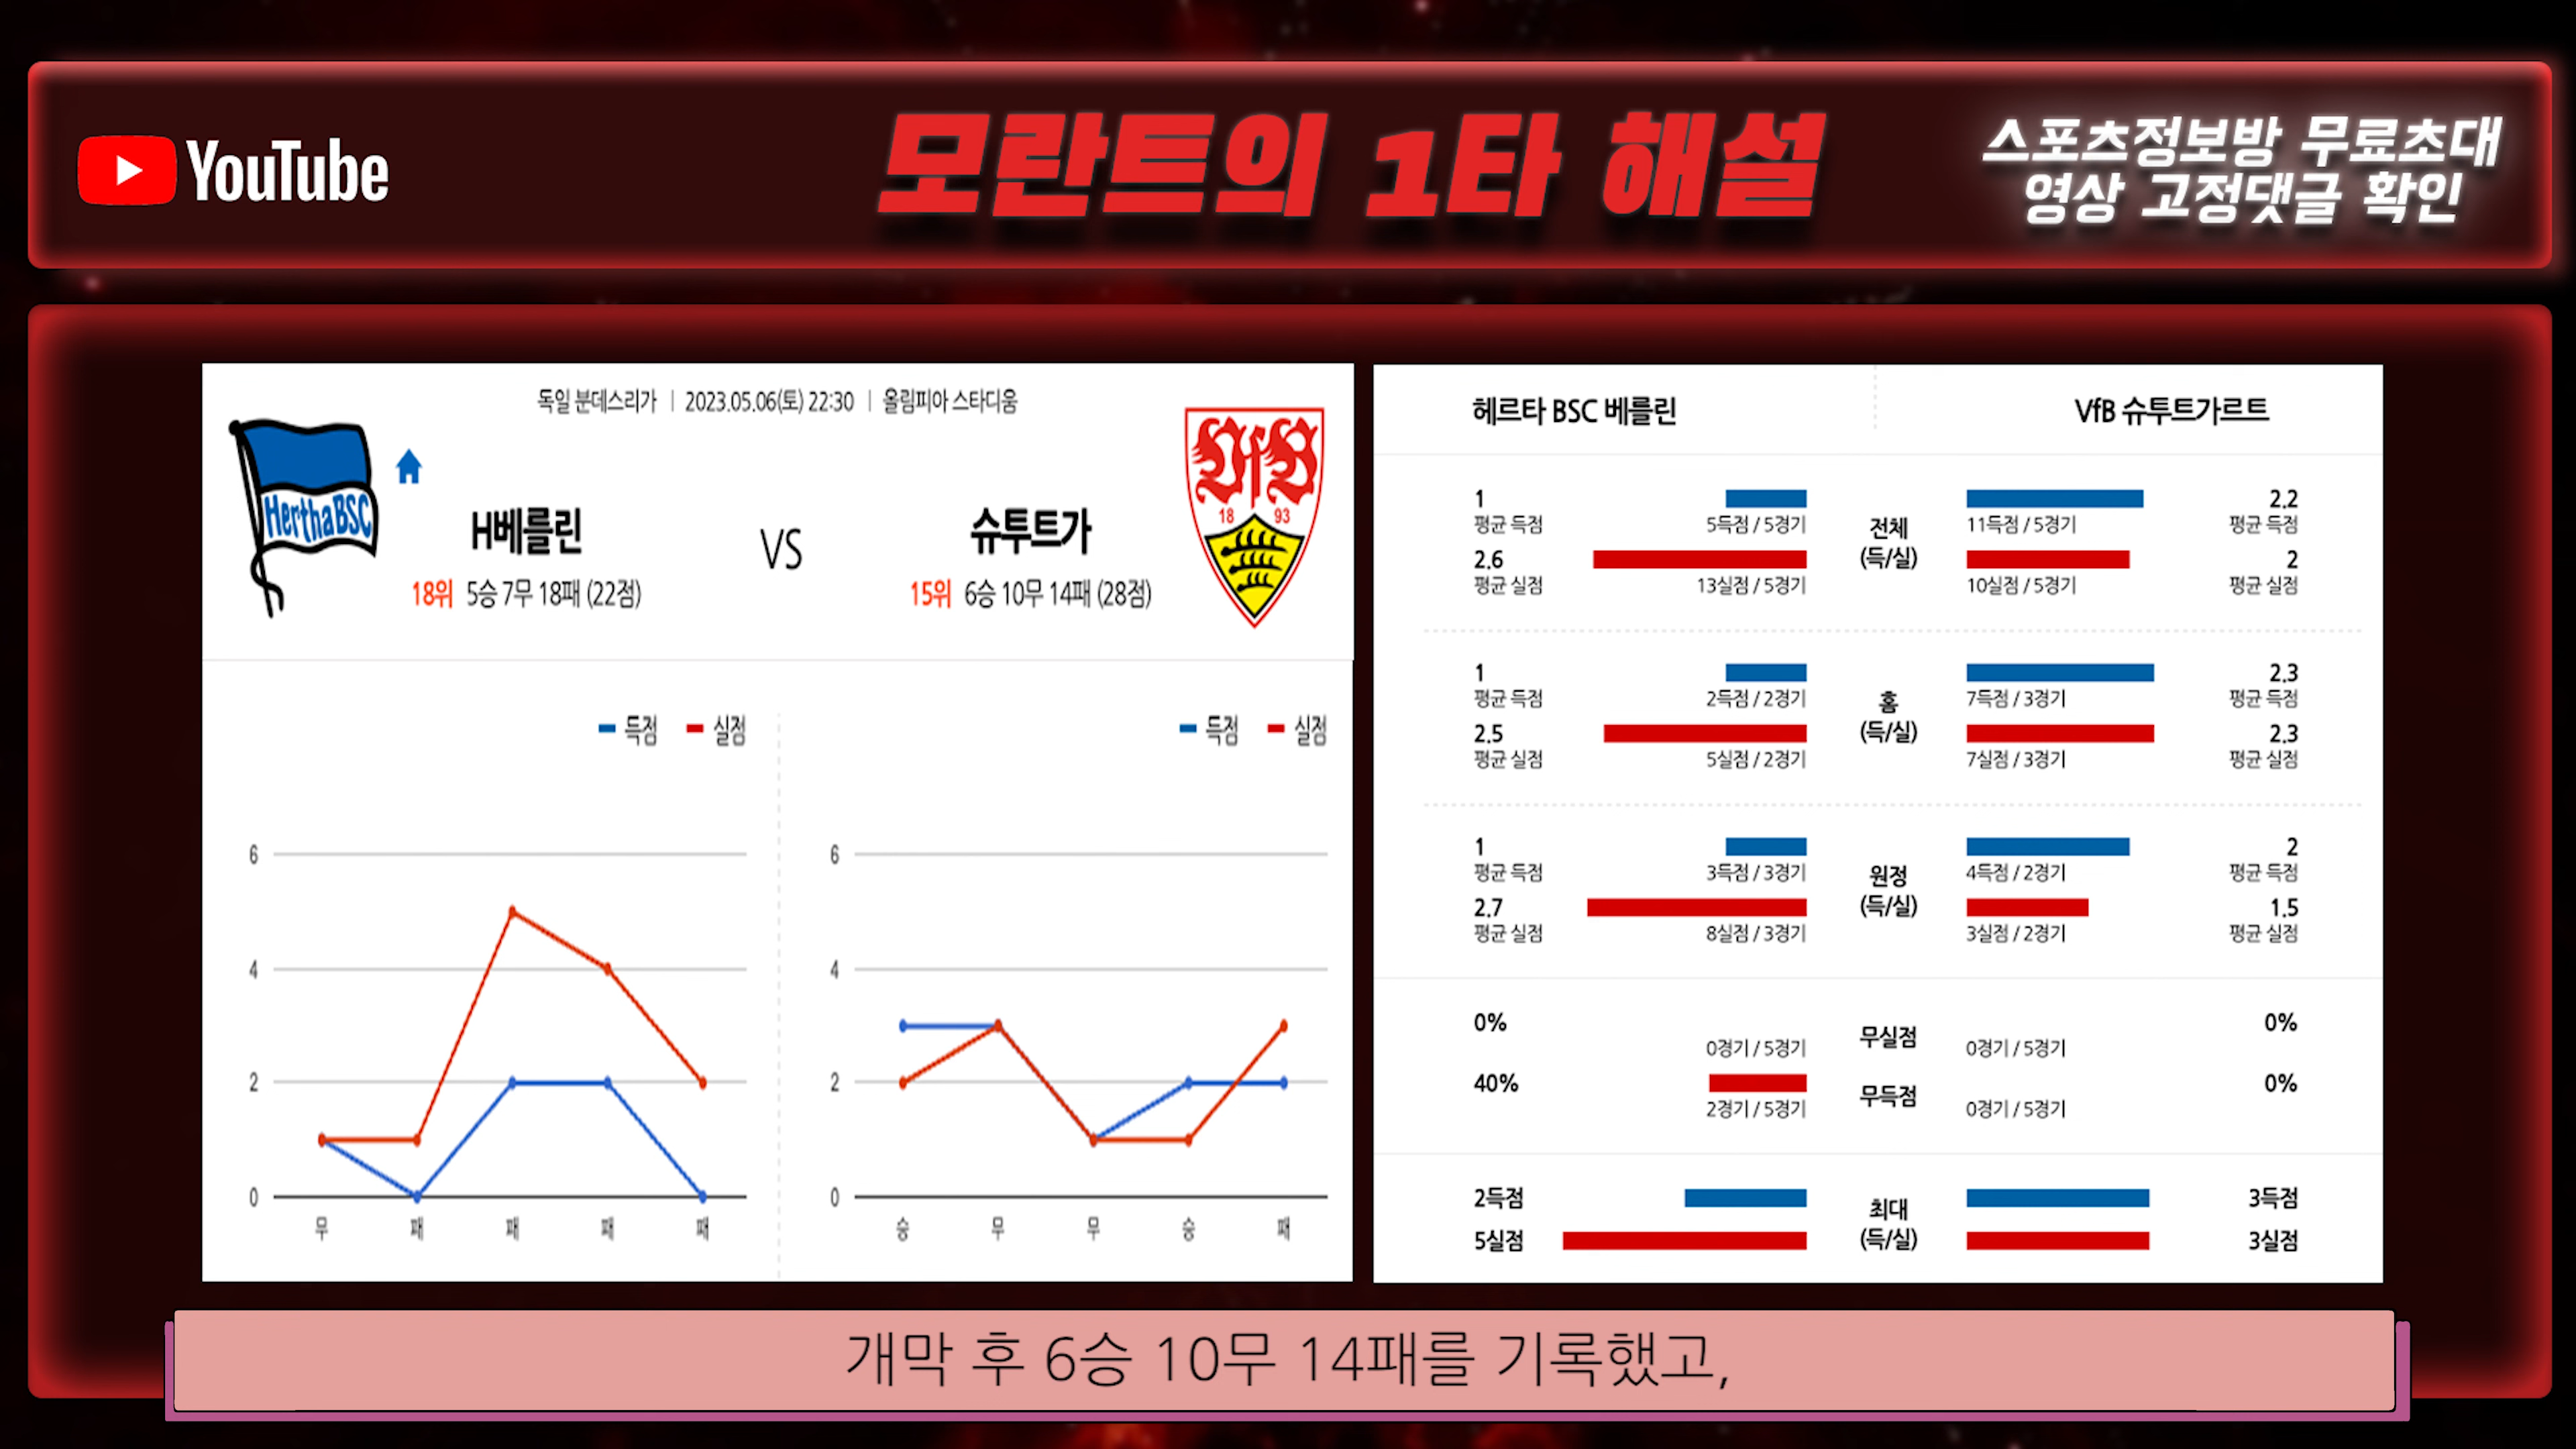 YouTube
모란트의 1타 해설
스포츠정보방 무료초대
영상 고정댓글 확인
독일 분데스리가 | 2023.05.06(토) 22:30 | 올림피아 스타디움
HerthaBSC
H베를린
18위 5승 7무 18패 (22점)
VS
슈투트가
15위 6승 10무 14패 (28점)
VfB
18 93
득점 실점
6
4
2
0
무 패 패 패 패
득점 실점
6
4
2
0
승 무 무 승 패
헤르타 BSC 베를린
VfB 슈투트가르트
1
평균 득점
5득점 / 5경기
2.6
평균 실점
13실점 / 5경기
전체
(득/실)
11득점 / 5경기
2.2
평균 득점
10실점 / 5경기
2
평균 실점
1
평균 득점
2득점 / 2경기
2.5
평균 실점
5실점 / 2경기
홈
(득/실)
7득점 / 3경기
2.3
평균 득점
7실점 / 3경기
2.3
평균 실점
1
평균 득점
3득점 / 3경기
2.7
평균 실점
8실점 / 3경기
원정
(득/실)
4득점 / 2경기
2
평균 득점
3실점 / 2경기
1.5
평균 실점
0%
0경기 / 5경기
무실점
0경기 / 5경기
0%
40%
2경기 / 5경기
무득점
0경기 / 5경기
0%
2득점
5실점
최대
(득/실)
3득점
3실점
개막 후 6승 10무 14패를 기록했고,